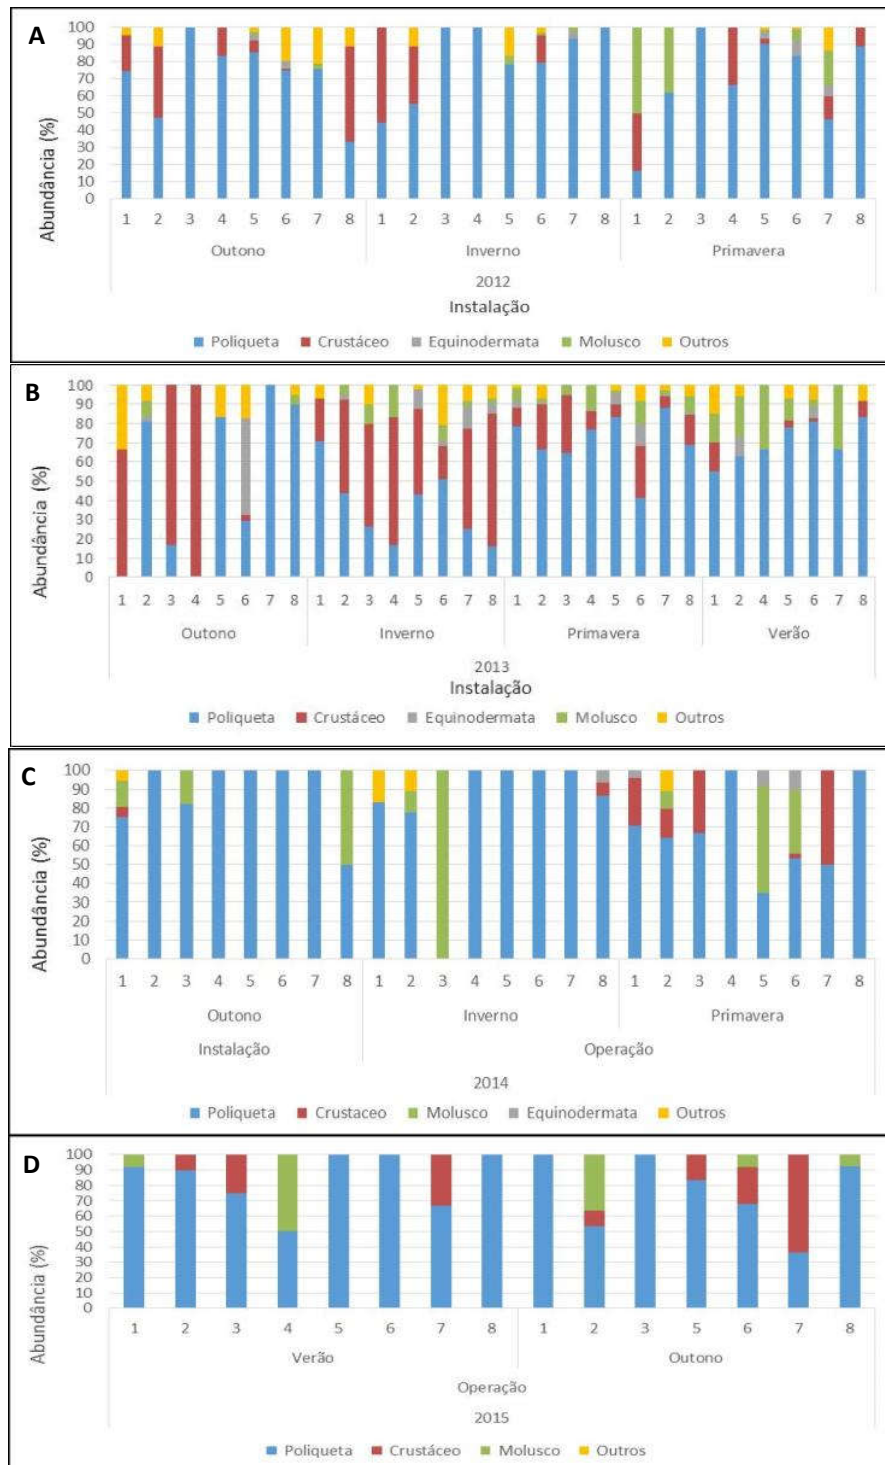 A
100
90
80
70
60
50
40
30
20
10
0
Abundância (%)
1 2 3 4 5 6 7 8 1 2 3 4 5 6 7 8 1 2 3 4 5 6 7 8
Outono Inverno Primavera
2012
Instalação
Poliqueta Crustáceo Equinodermata Molusco Outros
B
100
90
80
70
60
50
40
30
20
10
0
Abundância (%)
1 2 3 4 5 6 7 8 1 2 3 4 5 6 7 8 1 2 3 4 5 6 7 8 1 2 4 5 6 7 8
Outono Inverno Primavera Verão
2013
Instalação
Poliqueta Crustáceo Equinodermata Molusco Outros
C
100
90
80
70
60
50
40
30
20
10
0
Abundância (%)
1 2 3 4 5 6 7 8 1 2 3 4 5 6 7 8 1 2 3 4 5 6 7 8
Outono Inverno Primavera
Instalação Operação
2014
Poliqueta Crustaceo Molusco Equinodermata Outros
D
100
90
80
70
60
50
40
30
20
10
0
Abundância (%)
1 2 3 4 5 6 7 8 1 2 3 5 6 7 8
Verão Outono
Operação
2015
Poliqueta Crustáceo Molusco Outros